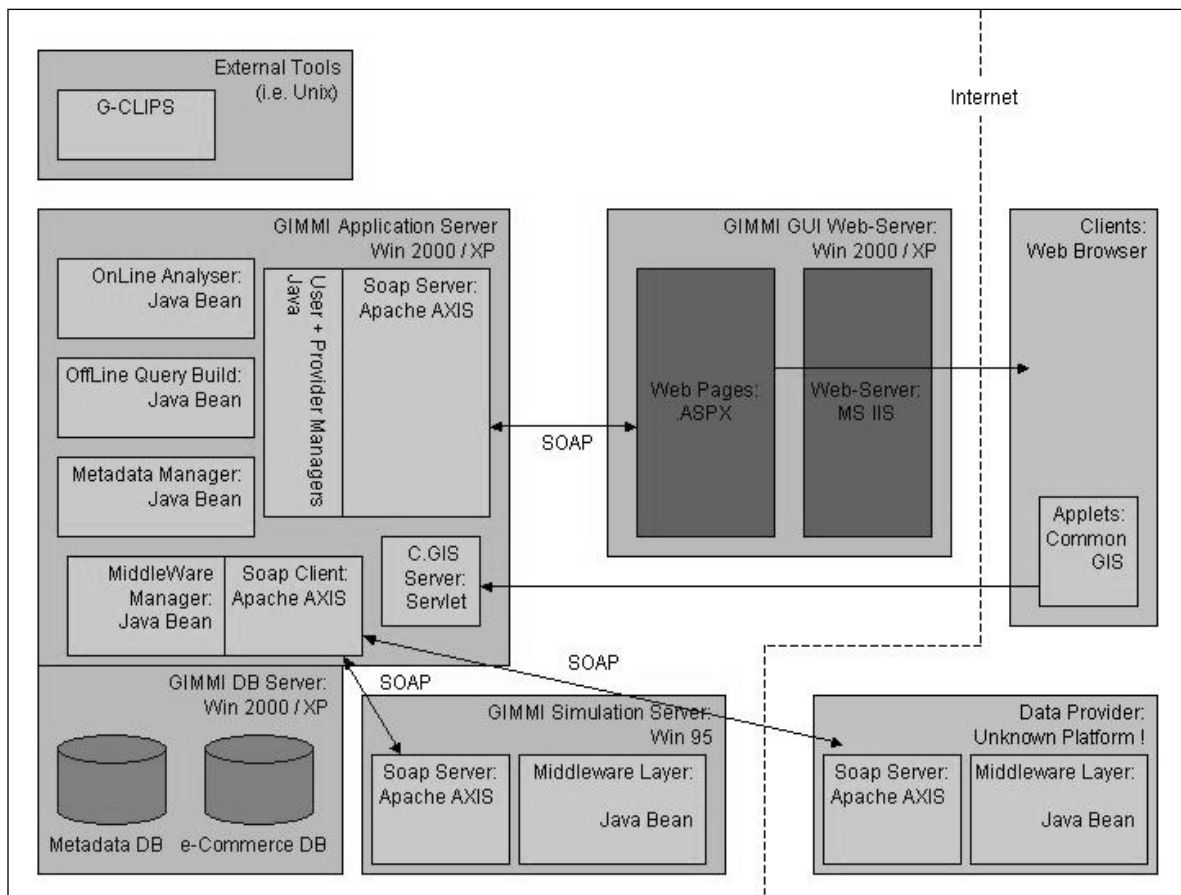 External Tools
(i.e. Unix)
G-CLIPS
Internet
GIMMI Application Server
Win 2000 / XP
OnLine Analyser:
Java Bean
OffLine Query Build:
Java Bean
Metadata Manager:
Java Bean
User + Provider Managers
Java
Soap Server:
Apache AXIS
MiddleWare
Manager:
Java Bean
Soap Client:
Apache AXIS
C.GIS
Server:
Servlet
SOAP
GIMMI GUI Web-Server:
Win 2000 / XP
Web Pages:
.ASPX
Web-Server:
MS IIS
Clients:
Web Browser
Applets:
Common
GIS
SOAP
SOAP
GIMMI DB Server:
Win 2000 / XP
Metadata DB
e-Commerce DB
GIMMI Simulation Server:
Win 95
Soap Server:
Apache AXIS
Middleware Layer:
Java Bean
Data Provider:
Unknown Platform !
Soap Server:
Apache AXIS
Middleware Layer:
Java Bean